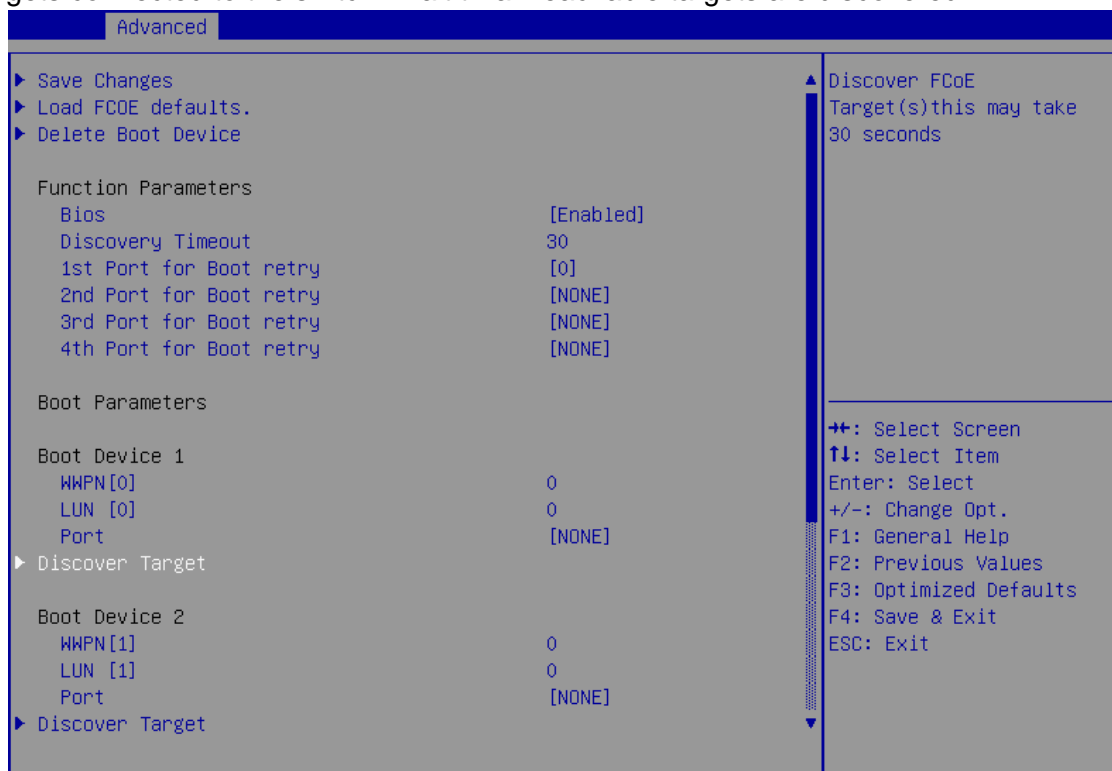 Advanced
▶ Save Changes
▶ Load FCOE defaults.
▶ Delete Boot Device
Function Parameters
Bios [Enabled]
Discovery Timeout 30
1st Port for Boot retry [0]
2nd Port for Boot retry [NONE]
3rd Port for Boot retry [NONE]
4th Port for Boot retry [NONE]
Boot Parameters
Boot Device 1
WWPN[0] 0
LUN [0] 0
Port [NONE]
▶ Discover Target
Boot Device 2
WWPN[1] 0
LUN [1] 0
Port [NONE]
▶ Discover Target
Discover FCoE
Target(s)this may take
30 seconds
→←: Select Screen
↑↓: Select Item
Enter: Select
+/-: Change Opt.
F1: General Help
F2: Previous Values
F3: Optimized Defaults
F4: Save & Exit
ESC: Exit